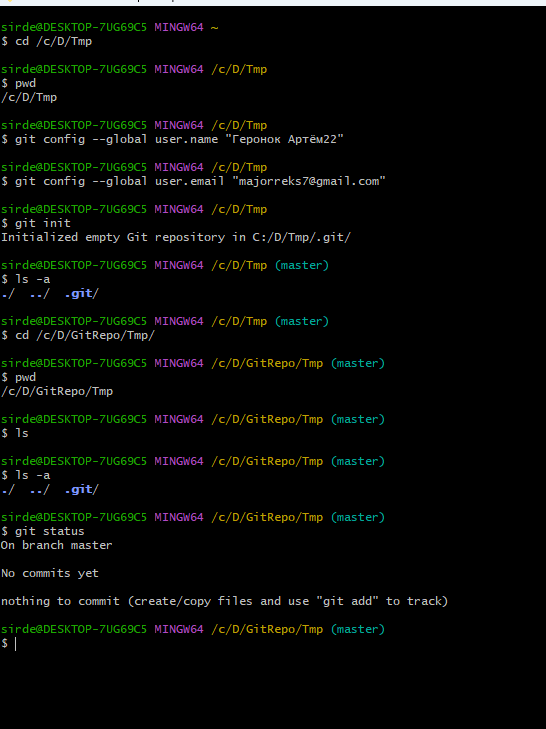 sirde@DESKTOP-7UG69C5 MINGW64 ~
$ cd /c/D/Tmp
sirde@DESKTOP-7UG69C5 MINGW64 /c/D/Tmp
$ pwd
/c/D/Tmp
sirde@DESKTOP-7UG69C5 MINGW64 /c/D/Tmp
$ git config --global user.name "Геронок Артём22"
sirde@DESKTOP-7UG69C5 MINGW64 /c/D/Tmp
$ git config --global user.email "majorreks7@gmail.com"
sirde@DESKTOP-7UG69C5 MINGW64 /c/D/Tmp
$ git init
Initialized empty Git repository in C:/D/Tmp/.git/
sirde@DESKTOP-7UG69C5 MINGW64 /c/D/Tmp (master)
$ ls -a
./  ../  .git/
sirde@DESKTOP-7UG69C5 MINGW64 /c/D/Tmp (master)
$ cd /c/D/GitRepo/Tmp/
sirde@DESKTOP-7UG69C5 MINGW64 /c/D/GitRepo/Tmp (master)
$ pwd
/c/D/GitRepo/Tmp
sirde@DESKTOP-7UG69C5 MINGW64 /c/D/GitRepo/Tmp (master)
$ ls
sirde@DESKTOP-7UG69C5 MINGW64 /c/D/GitRepo/Tmp (master)
$ ls -a
./  ../  .git/
sirde@DESKTOP-7UG69C5 MINGW64 /c/D/GitRepo/Tmp (master)
$ git status
On branch master
No commits yet
nothing to commit (create/copy files and use "git add" to track)
sirde@DESKTOP-7UG69C5 MINGW64 /c/D/GitRepo/Tmp (master)
$